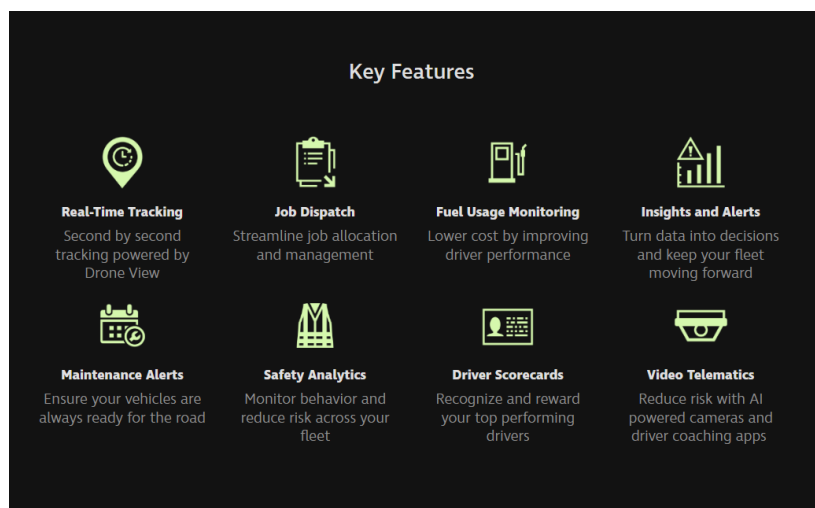 Key Features
Real-Time Tracking
Second by second
tracking powered by
Drone View
Job Dispatch
Streamline job allocation
and management
Fuel Usage Monitoring
Lower cost by improving
driver performance
Insights and Alerts
Turn data into decisions
and keep your fleet
moving forward
Maintenance Alerts
Ensure your vehicles are
always ready for the road
Safety Analytics
Monitor behavior and
reduce risk across your
fleet
Driver Scorecards
Recognize and reward
your top performing
drivers
Video Telematics
Reduce risk with AI
powered cameras and
driver coaching apps